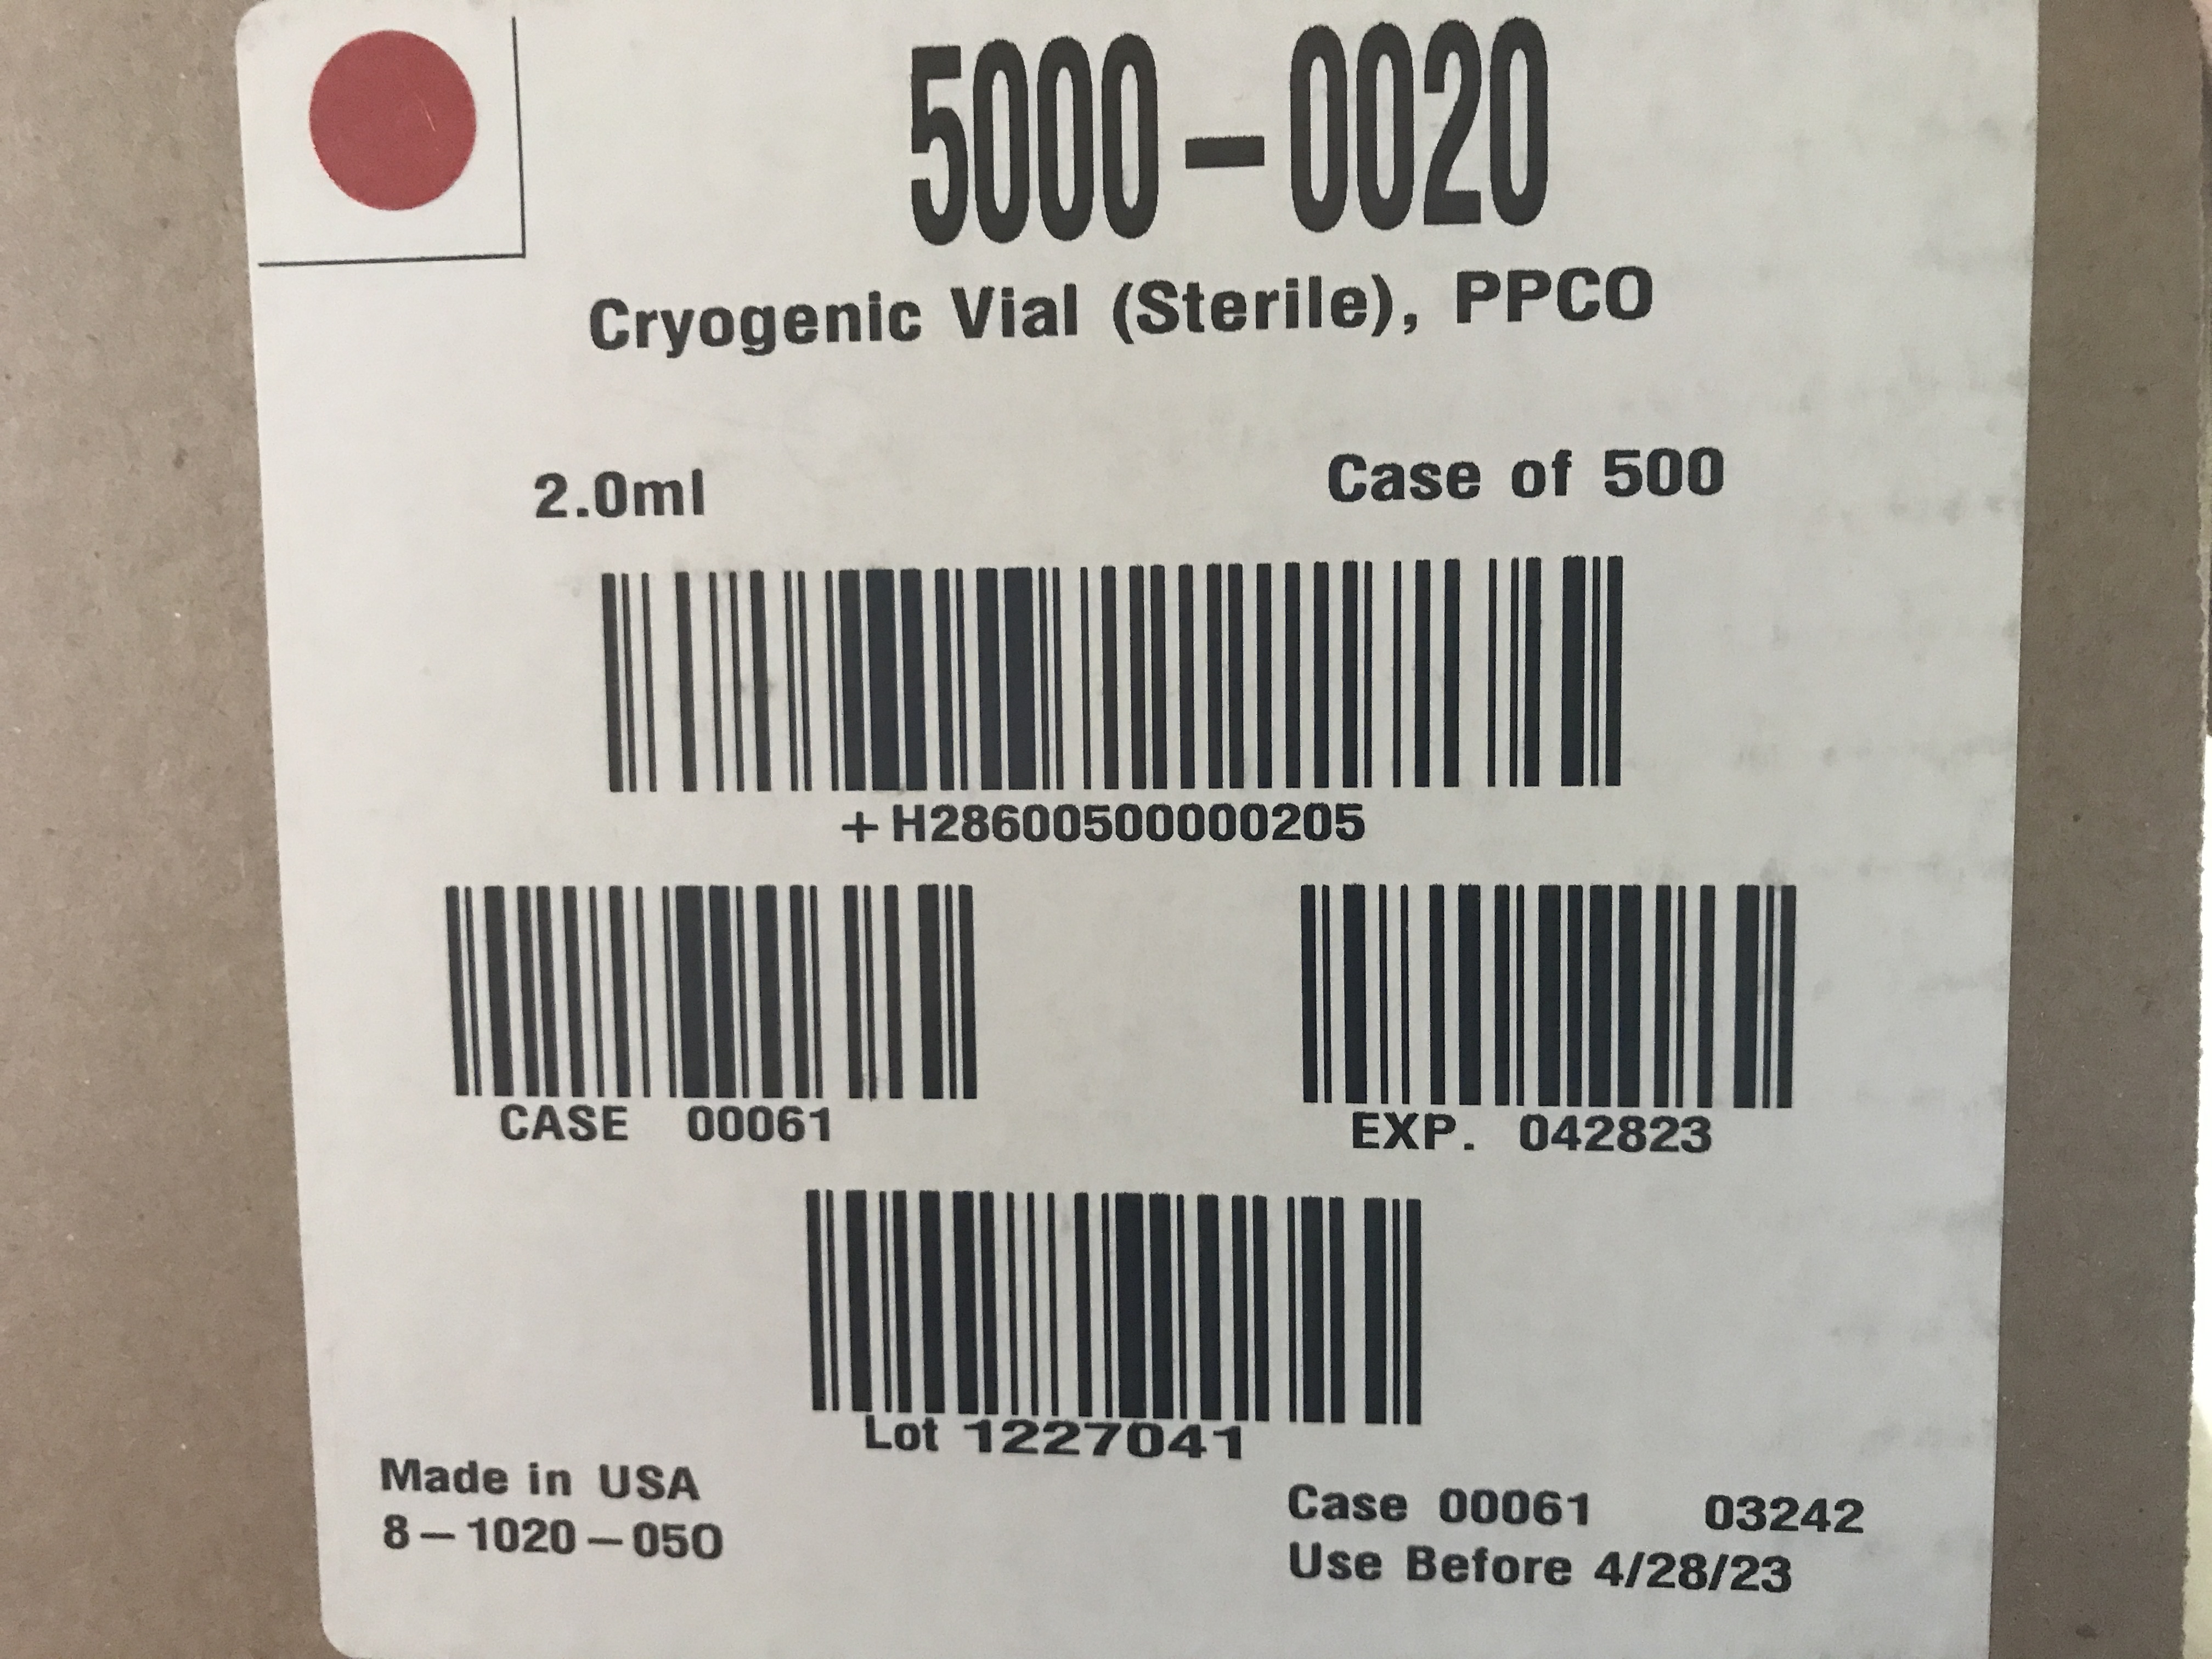 5000-0020
Cryogenic Vial (Sterile), PPCO
2.0ml Case of 500
+H28600500000205
CASE 00061 EXP. 042823
Lot 1227041
Made in USA
8-1020-050
Case 00061 03242
Use Before 4/28/23